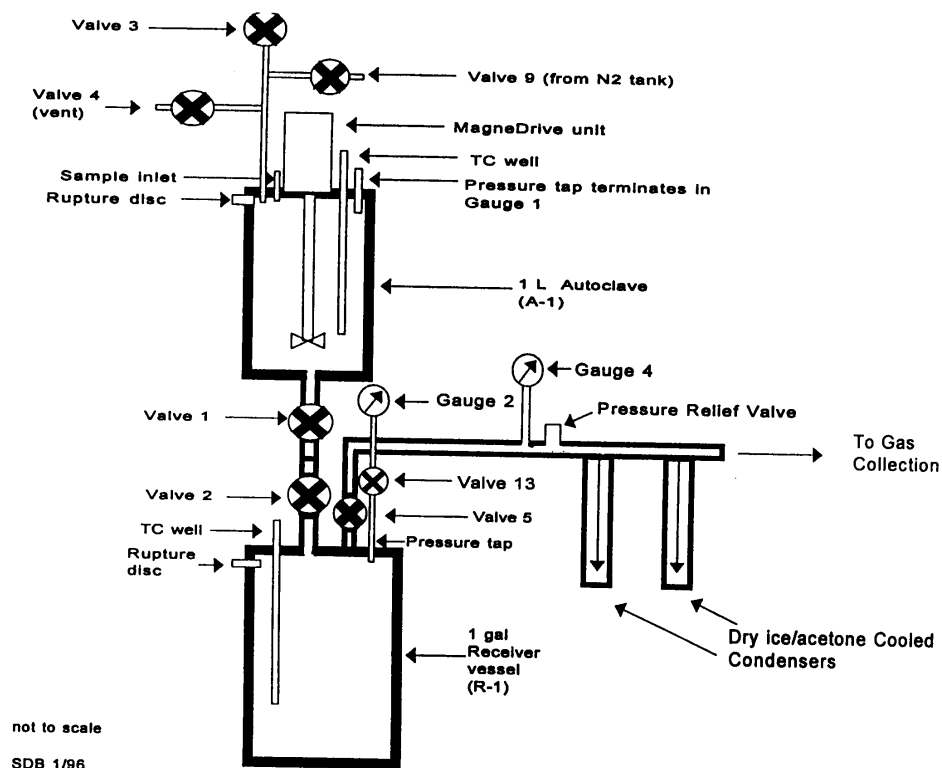 Valve 3
Valve 9 (from N2 tank)
Valve 4
(vent)
MagneDrive unit
TC well
Sample inlet
Pressure tap terminates in
Gauge 1
Rupture disc
1 L Autoclave
(A-1)
Gauge 4
Gauge 2
Pressure Relief Valve
Valve 1
To Gas
Collection
Valve 13
Valve 2
Valve 5
TC well
Pressure tap
Rupture
disc
1 gal
Receiver
vessel
(R-1)
Dry ice/acetone Cooled
Condensers
not to scale
SDB 1/96